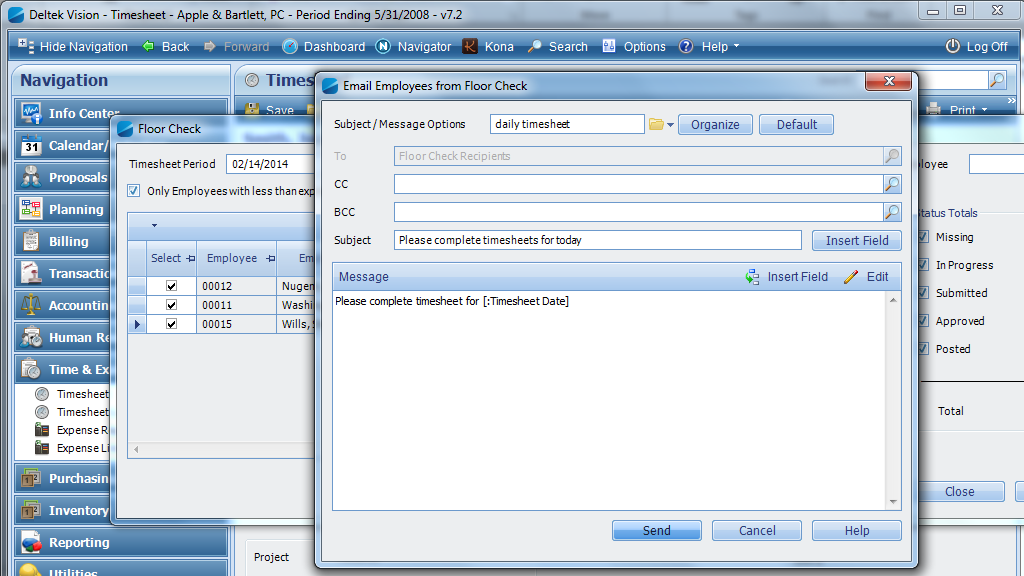 Deltek Vision - Timesheet - Apple & Bartlett, PC - Period Ending 5/31/2008 - v7.2
Hide Navigation Back Forward Dashboard Navigator Kona Search Options Help Log Off
Navigation
Info Center
31 Calendar/
Proposals
Planning
Billing
Transactio
Accountin
Human Re
Time & Ex
Timesheet
Timesheet
Expense R
Expense Li
Purchasin
Inventory
Reporting
Utilities
Times
Save
Print
Floor Check
Timesheet Period 02/14/2014
Only Employees with less than exp
Select Employee Em
00012 Nugen
00011 Washi
00015 Wills,
Email Employees from Floor Check
Subject / Message Options daily timesheet Organize Default
To Floor Check Recipients
CC
BCC
Subject Please complete timesheets for today Insert Field
Message Insert Field Edit
Please complete timesheet for [:Timesheet Date]
Send Cancel Help
loyee
tatus Totals
Missing
In Progress
Submitted
Approved
Posted
Total
Close
Project